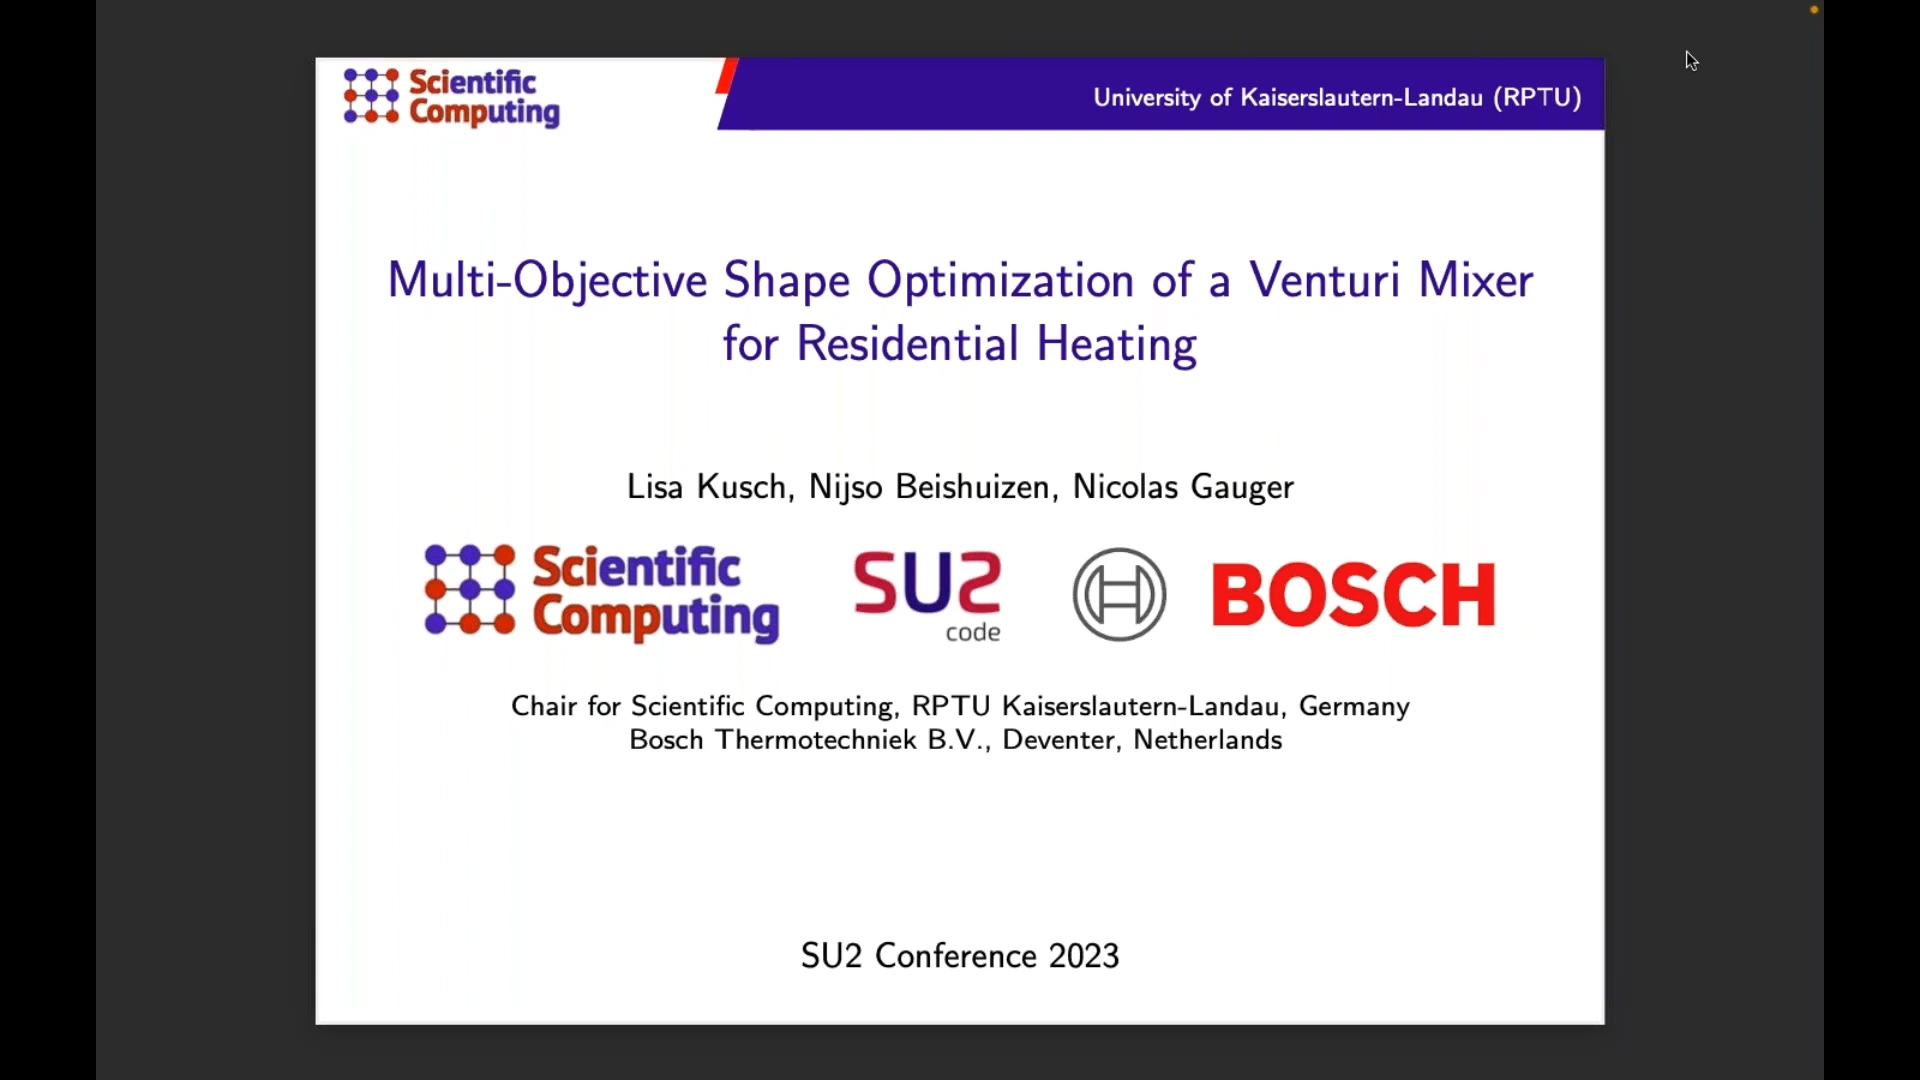 Scientific
Computing
University of Kaiserslautern-Landau (RPTU)
Multi-Objective Shape Optimization of a Venturi Mixer
for Residential Heating
Lisa Kusch, Nijso Beishuizen, Nicolas Gauger
Scientific
Computing
SU2
code
BOSCH
Chair for Scientific Computing, RPTU Kaiserslautern-Landau, Germany
Bosch Thermotechniek B.V., Deventer, Netherlands
SU2 Conference 2023